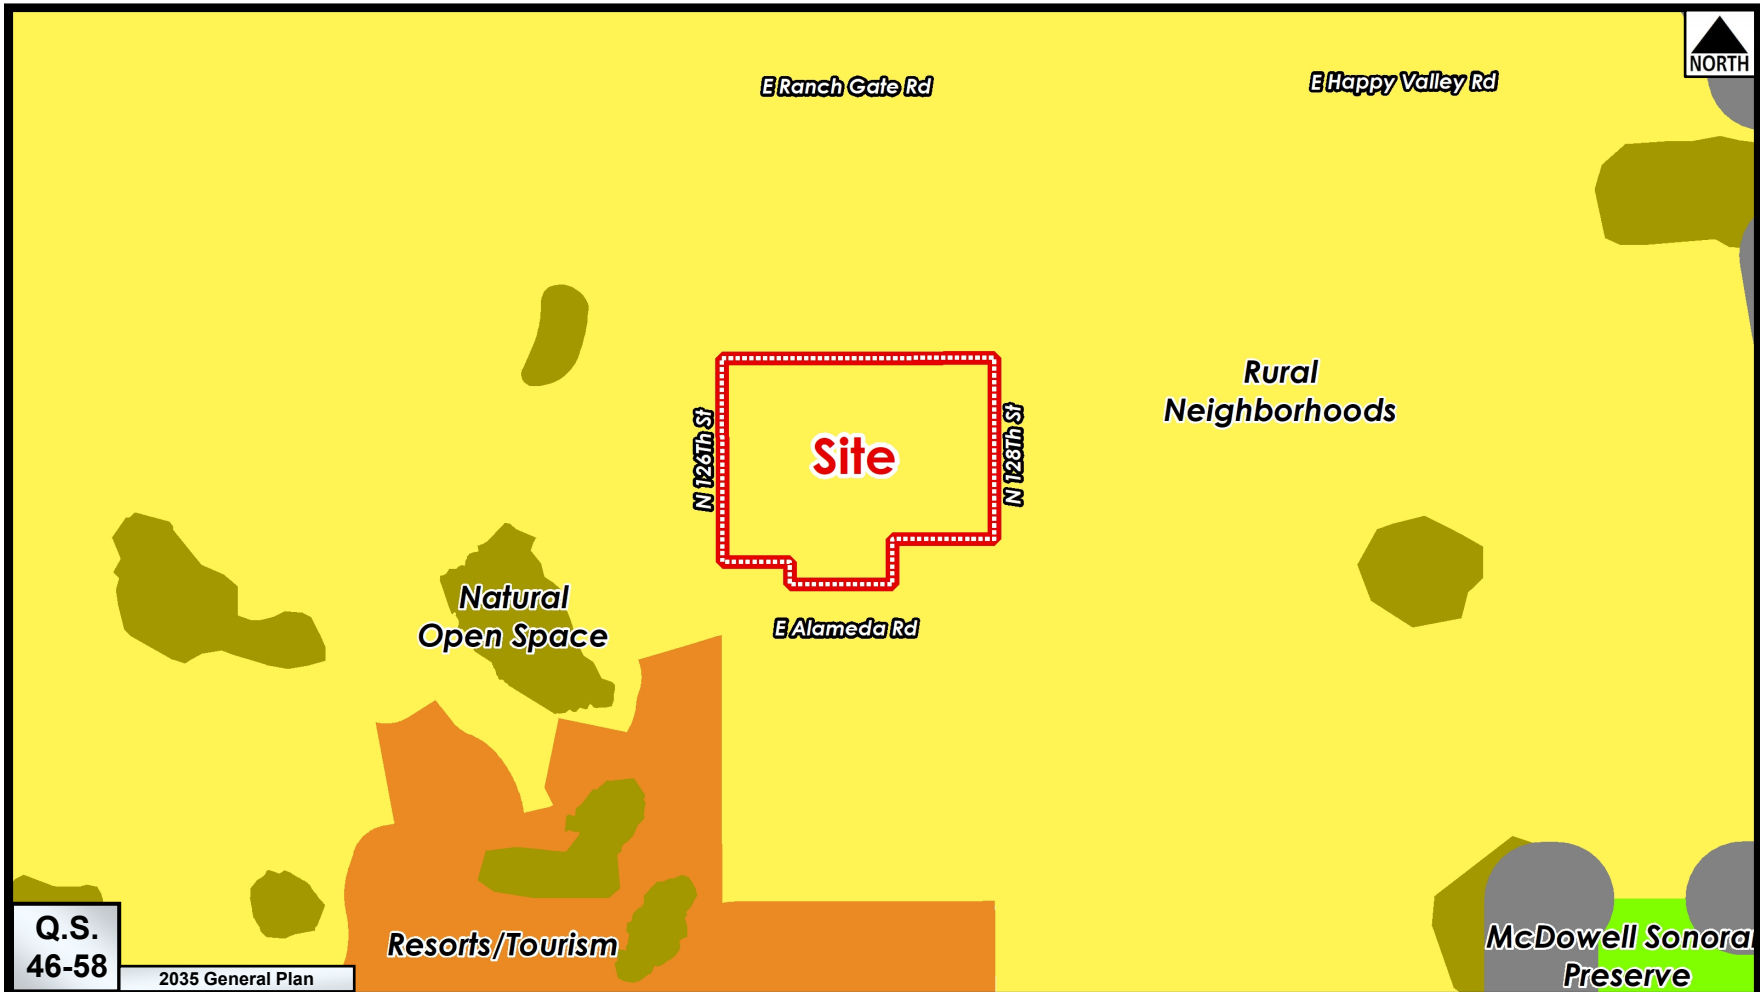 NORTH
E Ranch Gate Rd
E Happy Valley Rd
Rural
Neighborhoods
N 126Th St
Site
N 128Th St
Natural
Open Space
E Alameda Rd
Resorts/Tourism
McDowell Sonoran
Preserve
Q.S.
46-58
2035 General Plan